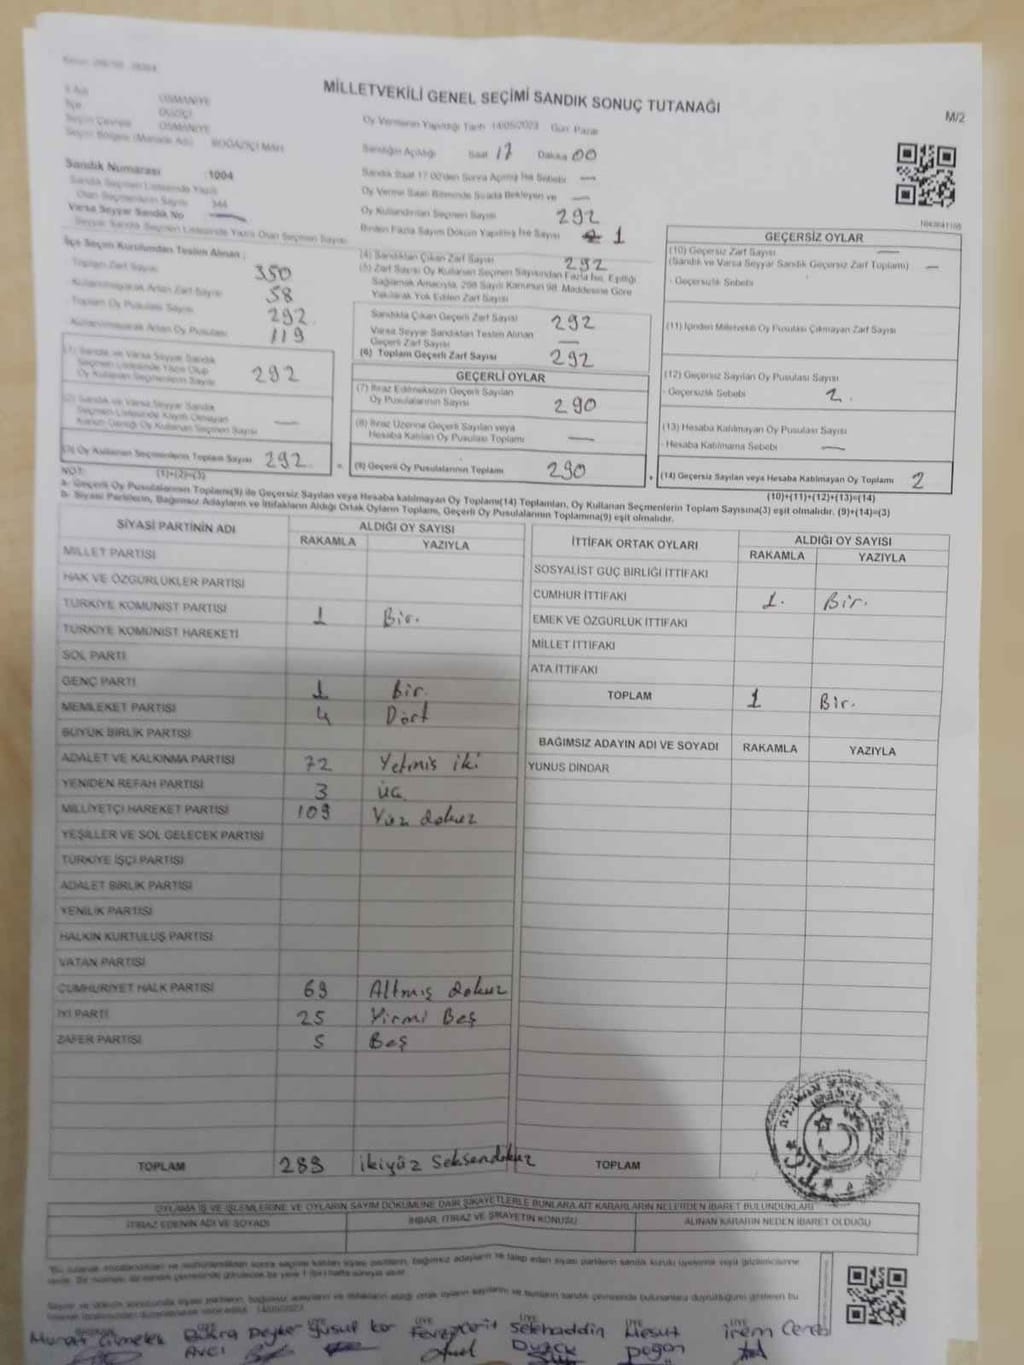 MİLLETVEKİLİ GENEL SEÇİMİ SANDIK SONUÇ TUTANAĞI
M/2
OSMANİYE
DÜZİÇİ
OSMANİYE
BOĞAZİÇİ MAH
Oy Vermenin Yapıldığı Tarih 14/05/2023 Gün: Pazar
Sandığın Açıldığı Saat 17 Dakika 00
Sandık Saat 17:00'den Sonra Açılmış İse Sebebi —
Oy Verme Saati Bitiminde Sırada Bekleyen ve —
Oy Kullandırılan Seçmen Sayısı 292
Birden Fazla Sayım Döküm Yapılmış İse Sayısı 1
Sandık Numarası :1004
Sandık Seçmen Listesinde Yazılı
Olan Seçmenlerin Sayısı 344
Varsa Seyyar Sandık No —
Seyyar Sandık Seçmen Listesinde Yazılı Olan Seçmen Sayısı
İlçe Seçim Kurulundan Teslim Alınan :
Toplam Zarf Sayısı 350
Kullanılmayarak Artan Zarf Sayısı 58
Toplam Oy Pusulası Sayısı 292
Kullanılmayarak Artan Oy Pusulası 119
(1) Sandık ve Varsa Seyyar Sandık
Seçmen Listesinde Yazılı Olup
Oy Kullanan Seçmenlerin Sayısı 292
(2) Sandık ve Varsa Seyyar Sandık
Seçmen Listesinde Kayıtlı Olmayan
Kanun Gereği Oy Kullanan Seçmen Sayısı —
(3) Oy Kullanan Seçmenlerin Toplam Sayısı 292
(1)+(2)=(3)
(4) Sandıktan Çıkan Zarf Sayısı 292
(5) Zarf Sayısı Oy Kullanan Seçmen Sayısından Fazla İse, Eşitliği
Sağlamak Amacıyla, 298 Sayılı Kanunun 98. Maddesine Göre
Yakılarak Yok Edilen Zarf Sayısı
Sandıkta Çıkan Geçerli Zarf Sayısı 292
Varsa Seyyar Sandıktan Teslim Alınan
Geçerli Zarf Sayısı —
(6) Toplam Geçerli Zarf Sayısı 292
GEÇERLİ OYLAR
(7) İtiraz Edilmeksizin Geçerli Sayılan
Oy Pusulalarının Sayısı 290
(8) İtiraz Üzerine Geçerli Sayılan veya
Hesaba Katılan Oy Pusulası Toplamı —
= (9) Geçerli Oy Pusulalarının Toplamı 290
GEÇERSİZ OYLAR
(10) Geçersiz Zarf Sayısı —
(Sandık ve Varsa Seyyar Sandık Geçersiz Zarf Toplamı) —
- Geçersizlik Sebebi
(11) İçinden Milletvekili Oy Pusulası Çıkmayan Zarf Sayısı
(12) Geçersiz Sayılan Oy Pusulası Sayısı
- Geçersizlik Sebebi 2.
(13) Hesaba Katılmayan Oy Pusulası Sayısı
- Hesaba Katılmama Sebebi —
+ (14) Geçersiz Sayılan veya Hesaba Katılmayan Oy Toplamı 2
(10)+(11)+(12)+(13)=(14)
NOT:
a- Geçerli Oy Pusulalarının Toplamı(9) ile Geçersiz Sayılan veya Hesaba katılmayan Oy Toplamı(14) Toplamları, Oy Kullanan Seçmenlerin Toplam Sayısına(3) eşit olmalıdır. (9)+(14)=(3)
b- Siyasi Partilerin, Bağımsız Adayların ve İttifakların Aldığı Ortak Oyların Toplamı, Geçerli Oy Pusulalarının Toplamına(9) eşit olmalıdır.
SİYASİ PARTİNİN ADI ALDIĞI OY SAYISI
RAKAMLA YAZIYLA
MİLLET PARTİSİ
HAK VE ÖZGÜRLÜKLER PARTİSİ
TÜRKİYE KOMÜNİST PARTİSİ 1 Bir.
TÜRKİYE KOMÜNİST HAREKETİ
SOL PARTİ
GENÇ PARTİ 1 Bir.
MEMLEKET PARTİSİ 4 Dört
BÜYÜK BİRLİK PARTİSİ
ADALET VE KALKINMA PARTİSİ 72 Yetmiş iki
YENİDEN REFAH PARTİSİ 3 üç
MİLLİYETÇİ HAREKET PARTİSİ 109 Yüz dokuz
YEŞİLLER VE SOL GELECEK PARTİSİ
TÜRKİYE İŞÇİ PARTİSİ
ADALET BİRLİK PARTİSİ
YENİLİK PARTİSİ
HALKIN KURTULUŞ PARTİSİ
VATAN PARTİSİ
CUMHURİYET HALK PARTİSİ 69 Altmış dokuz
İYİ PARTİ 25 Yirmi Beş
ZAFER PARTİSİ 5 Beş
TOPLAM 289 ikiyüz Seksendokuz
İTTİFAK ORTAK OYLARI ALDIĞI OY SAYISI
RAKAMLA YAZIYLA
SOSYALİST GÜÇ BİRLİĞİ İTTİFAKI
CUMHUR İTTİFAKI 1. Bir.
EMEK VE ÖZGÜRLÜK İTTİFAKI
MİLLET İTTİFAKI
ATA İTTİFAKI
TOPLAM 1 Bir.
BAĞIMSIZ ADAYIN ADI VE SOYADI RAKAMLA YAZIYLA
YUNUS DİNDAR
TOPLAM
T.C.
OYLAMA İŞ VE İŞLEMLERİNE VE OYLARIN SAYIM DÖKÜMÜNE DAİR ŞİKAYETLERLE BUNLARA AİT KARARLARIN NELERDEN İBARET BULUNDUKLARI
İTİRAZ EDENİN ADI VE SOYADI İHBAR, İTİRAZ VE ŞİKAYETİN KONUSU ALINAN KARARIN NEDEN İBARET OLDUĞU
Yusuf kor
Selahaddin
Mesut
irem